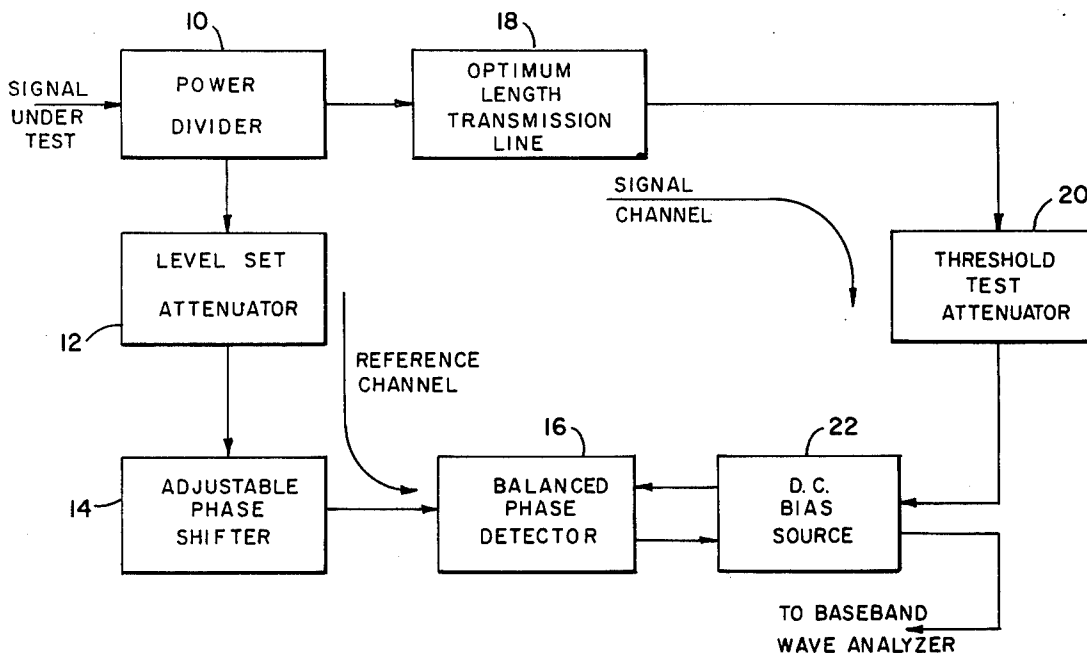 10
POWER
DIVIDER
SIGNAL
UNDER
TEST
18
OPTIMUM
LENGTH
TRANSMISSION
LINE
SIGNAL
CHANNEL
20
THRESHOLD
TEST
ATTENUATOR
LEVEL SET
ATTENUATOR
12
REFERENCE
CHANNEL
14
ADJUSTABLE
PHASE
SHIFTER
16
BALANCED
PHASE
DETECTOR
22
D.C.
BIAS
SOURCE
TO BASEBAND
WAVE ANALYZER